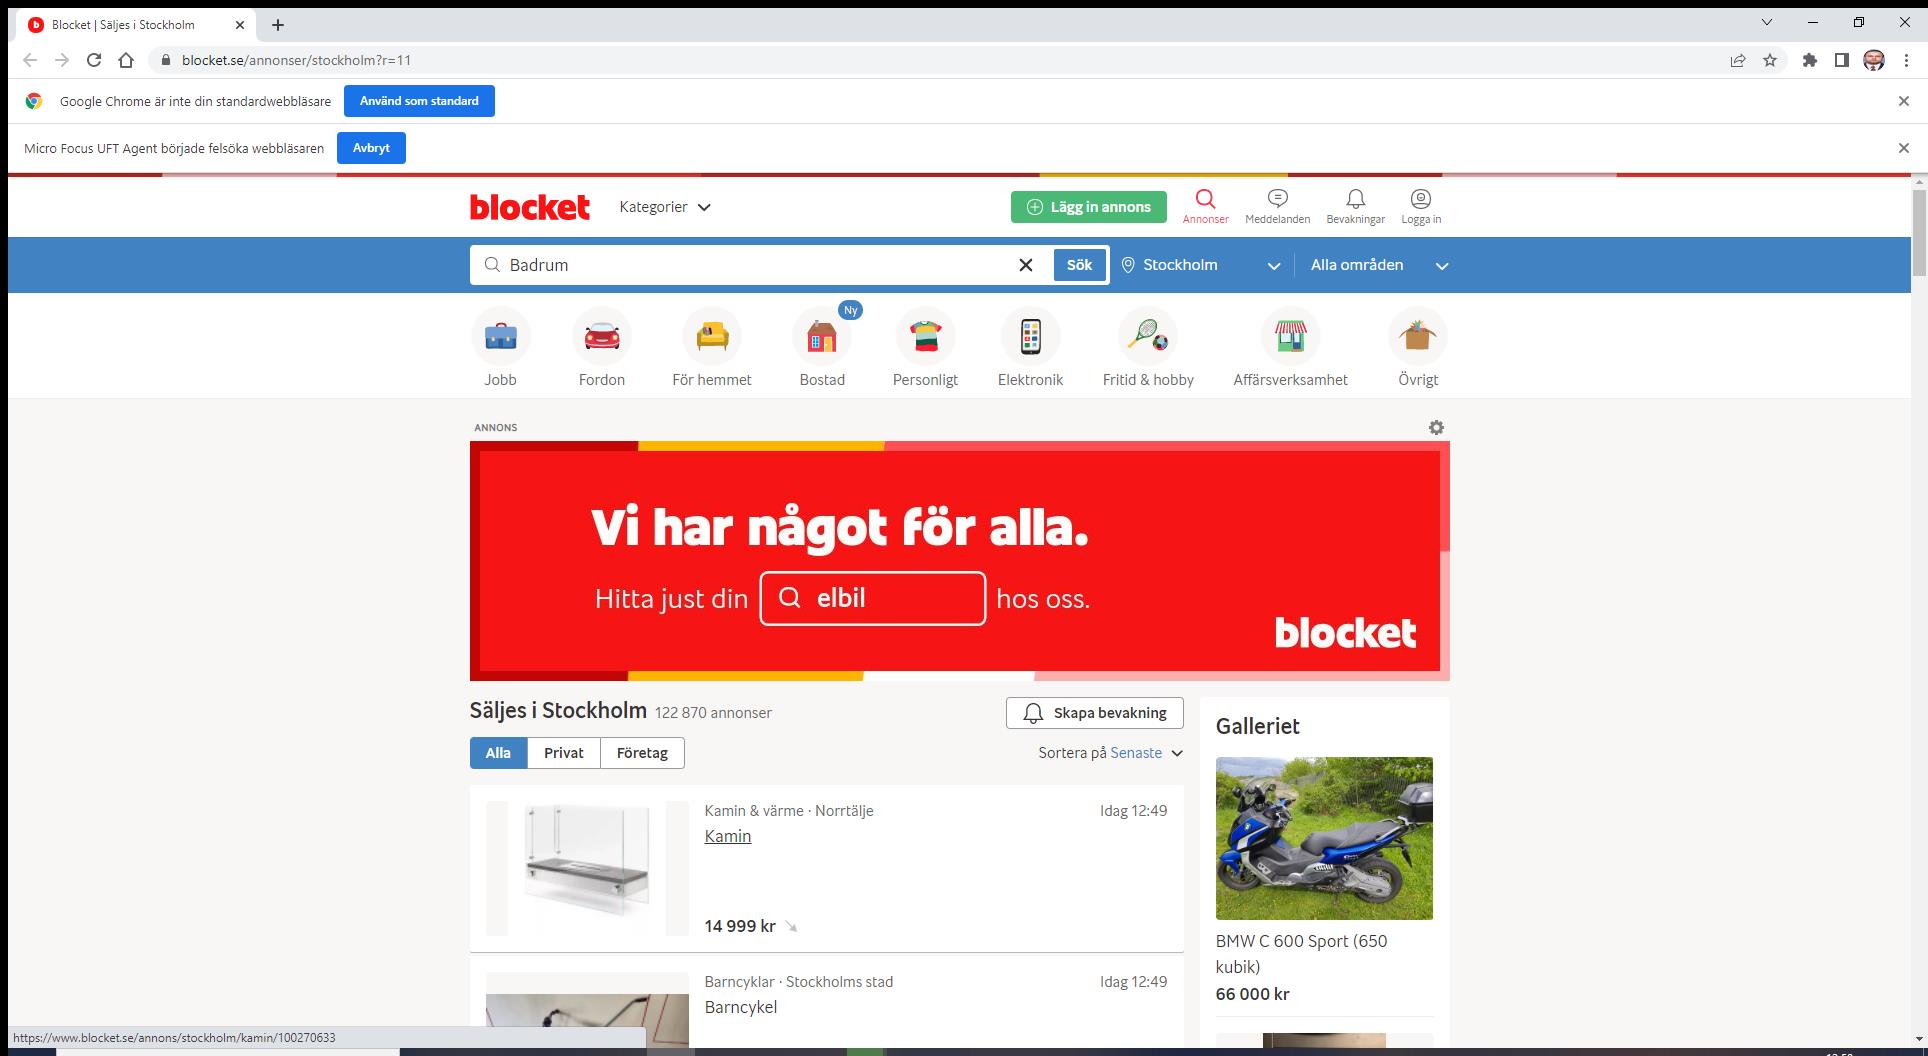 Blocket | Säljes i Stockholm
blocket.se/annonser/stockholm?r=11
Google Chrome är inte din standardwebbläsare
Använd som standard
Micro Focus UFT Agent började felsöka webbläsaren
Avbryt
blocket
Kategorier
Lägg in annons
Annonser
Meddelanden
Bevakningar
Logga in
Badrum
Sök
Stockholm
Alla områden
Ny
Jobb
Fordon
För hemmet
Bostad
Personligt
Elektronik
Fritid & hobby
Affärsverksamhet
Övrigt
ANNONS
Vi har något för alla.
Hitta just din elbil hos oss.
blocket
Säljes i Stockholm 122 870 annonser
Skapa bevakning
Alla
Privat
Företag
Sortera på Senaste
Kamin & värme · Norrtälje
Idag 12:49
Kamin
14 999 kr
Barncyklar · Stockholms stad
Idag 12:49
Barncykel
Galleriet
BMW C 600 Sport (650
kubik)
66 000 kr
https://www.blocket.se/annons/stockholm/kamin/100270633